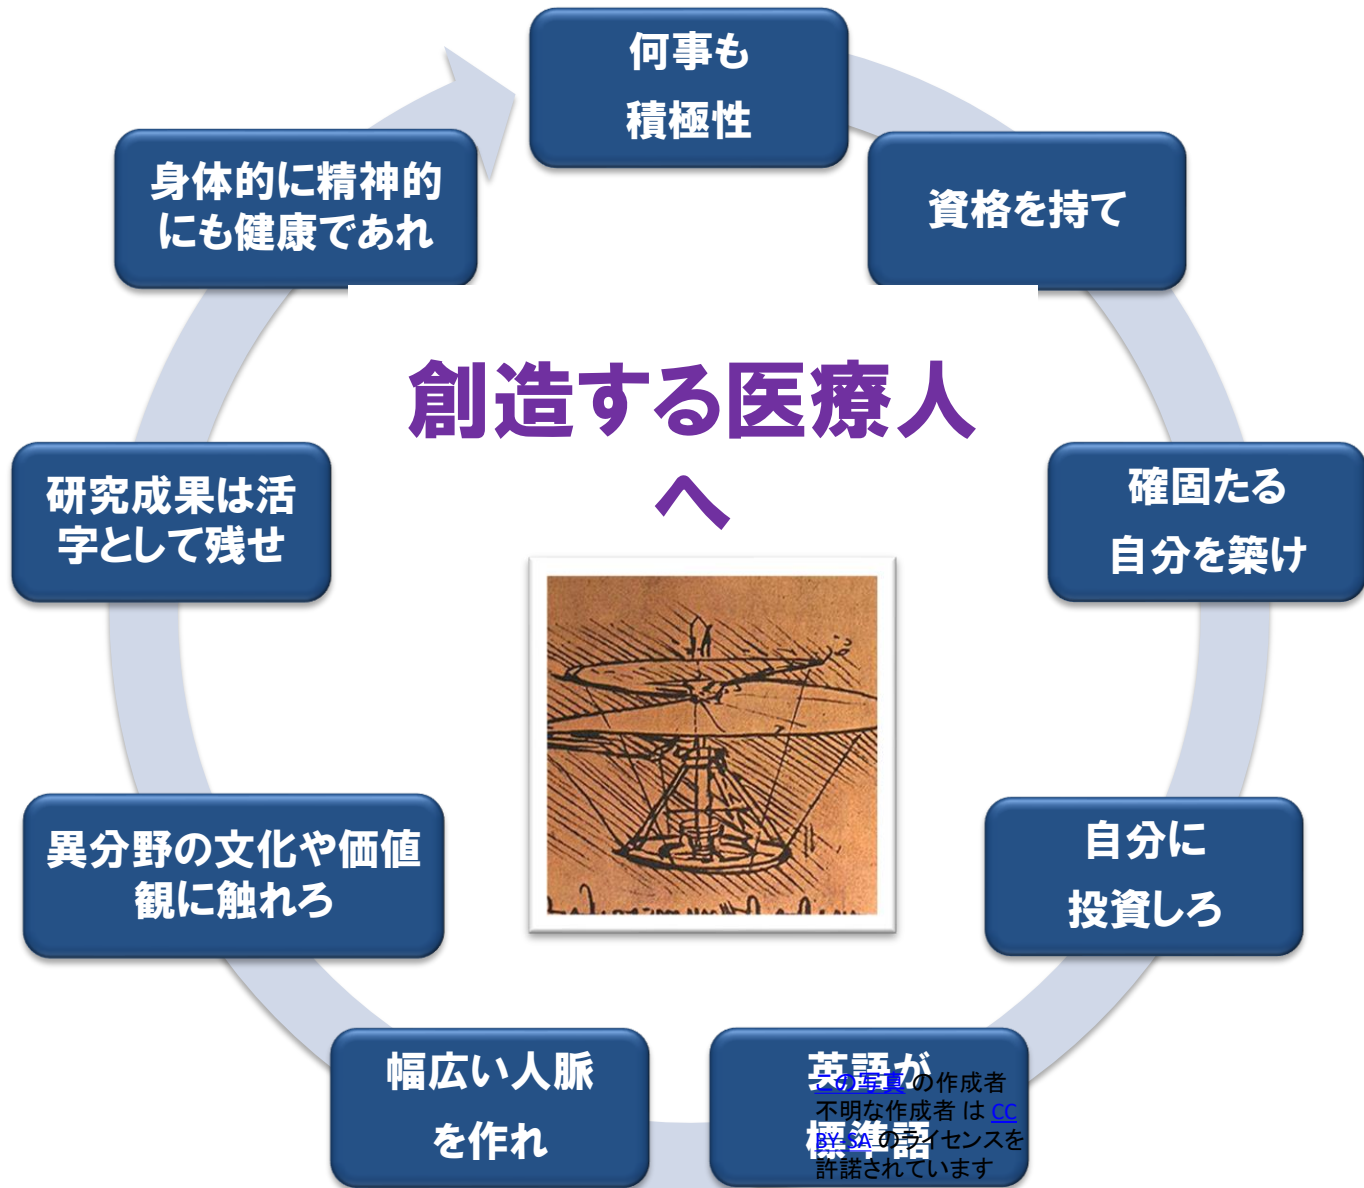 何事も
積極性
資格を持て
確固たる
自分を築け
自分に
投資しろ
英語が
標準語
この写真 の作成者
不明な作成者 は CC
BY-SA のライセンスを
許諾されています
幅広い人脈
を作れ
異分野の文化や価値
観に触れろ
研究成果は活
字として残せ
身体的に精神的
にも健康であれ
創造する医療人
へ